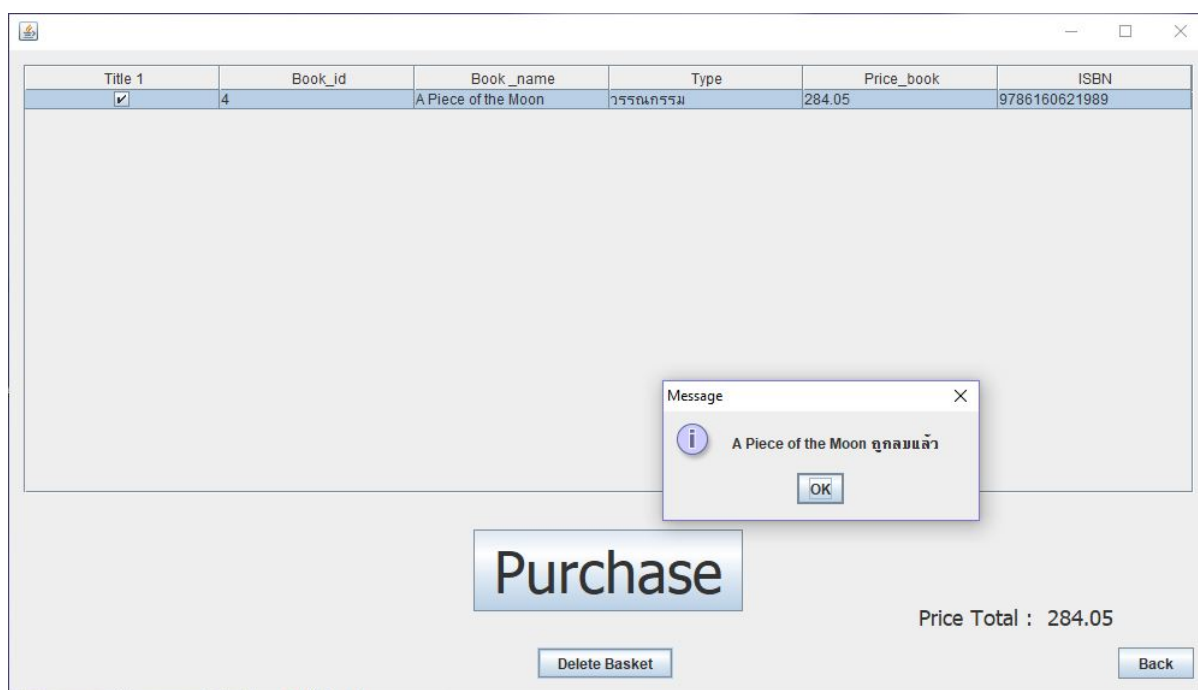 Title 1 Book_id Book _name Type Price_book ISBN
4 A Piece of the Moon วรรณกรรม 284.05 9786160621989
Message
A Piece of the Moon ถูกลบแล้ว
OK
Purchase
Price Total : 284.05
Delete Basket
Back